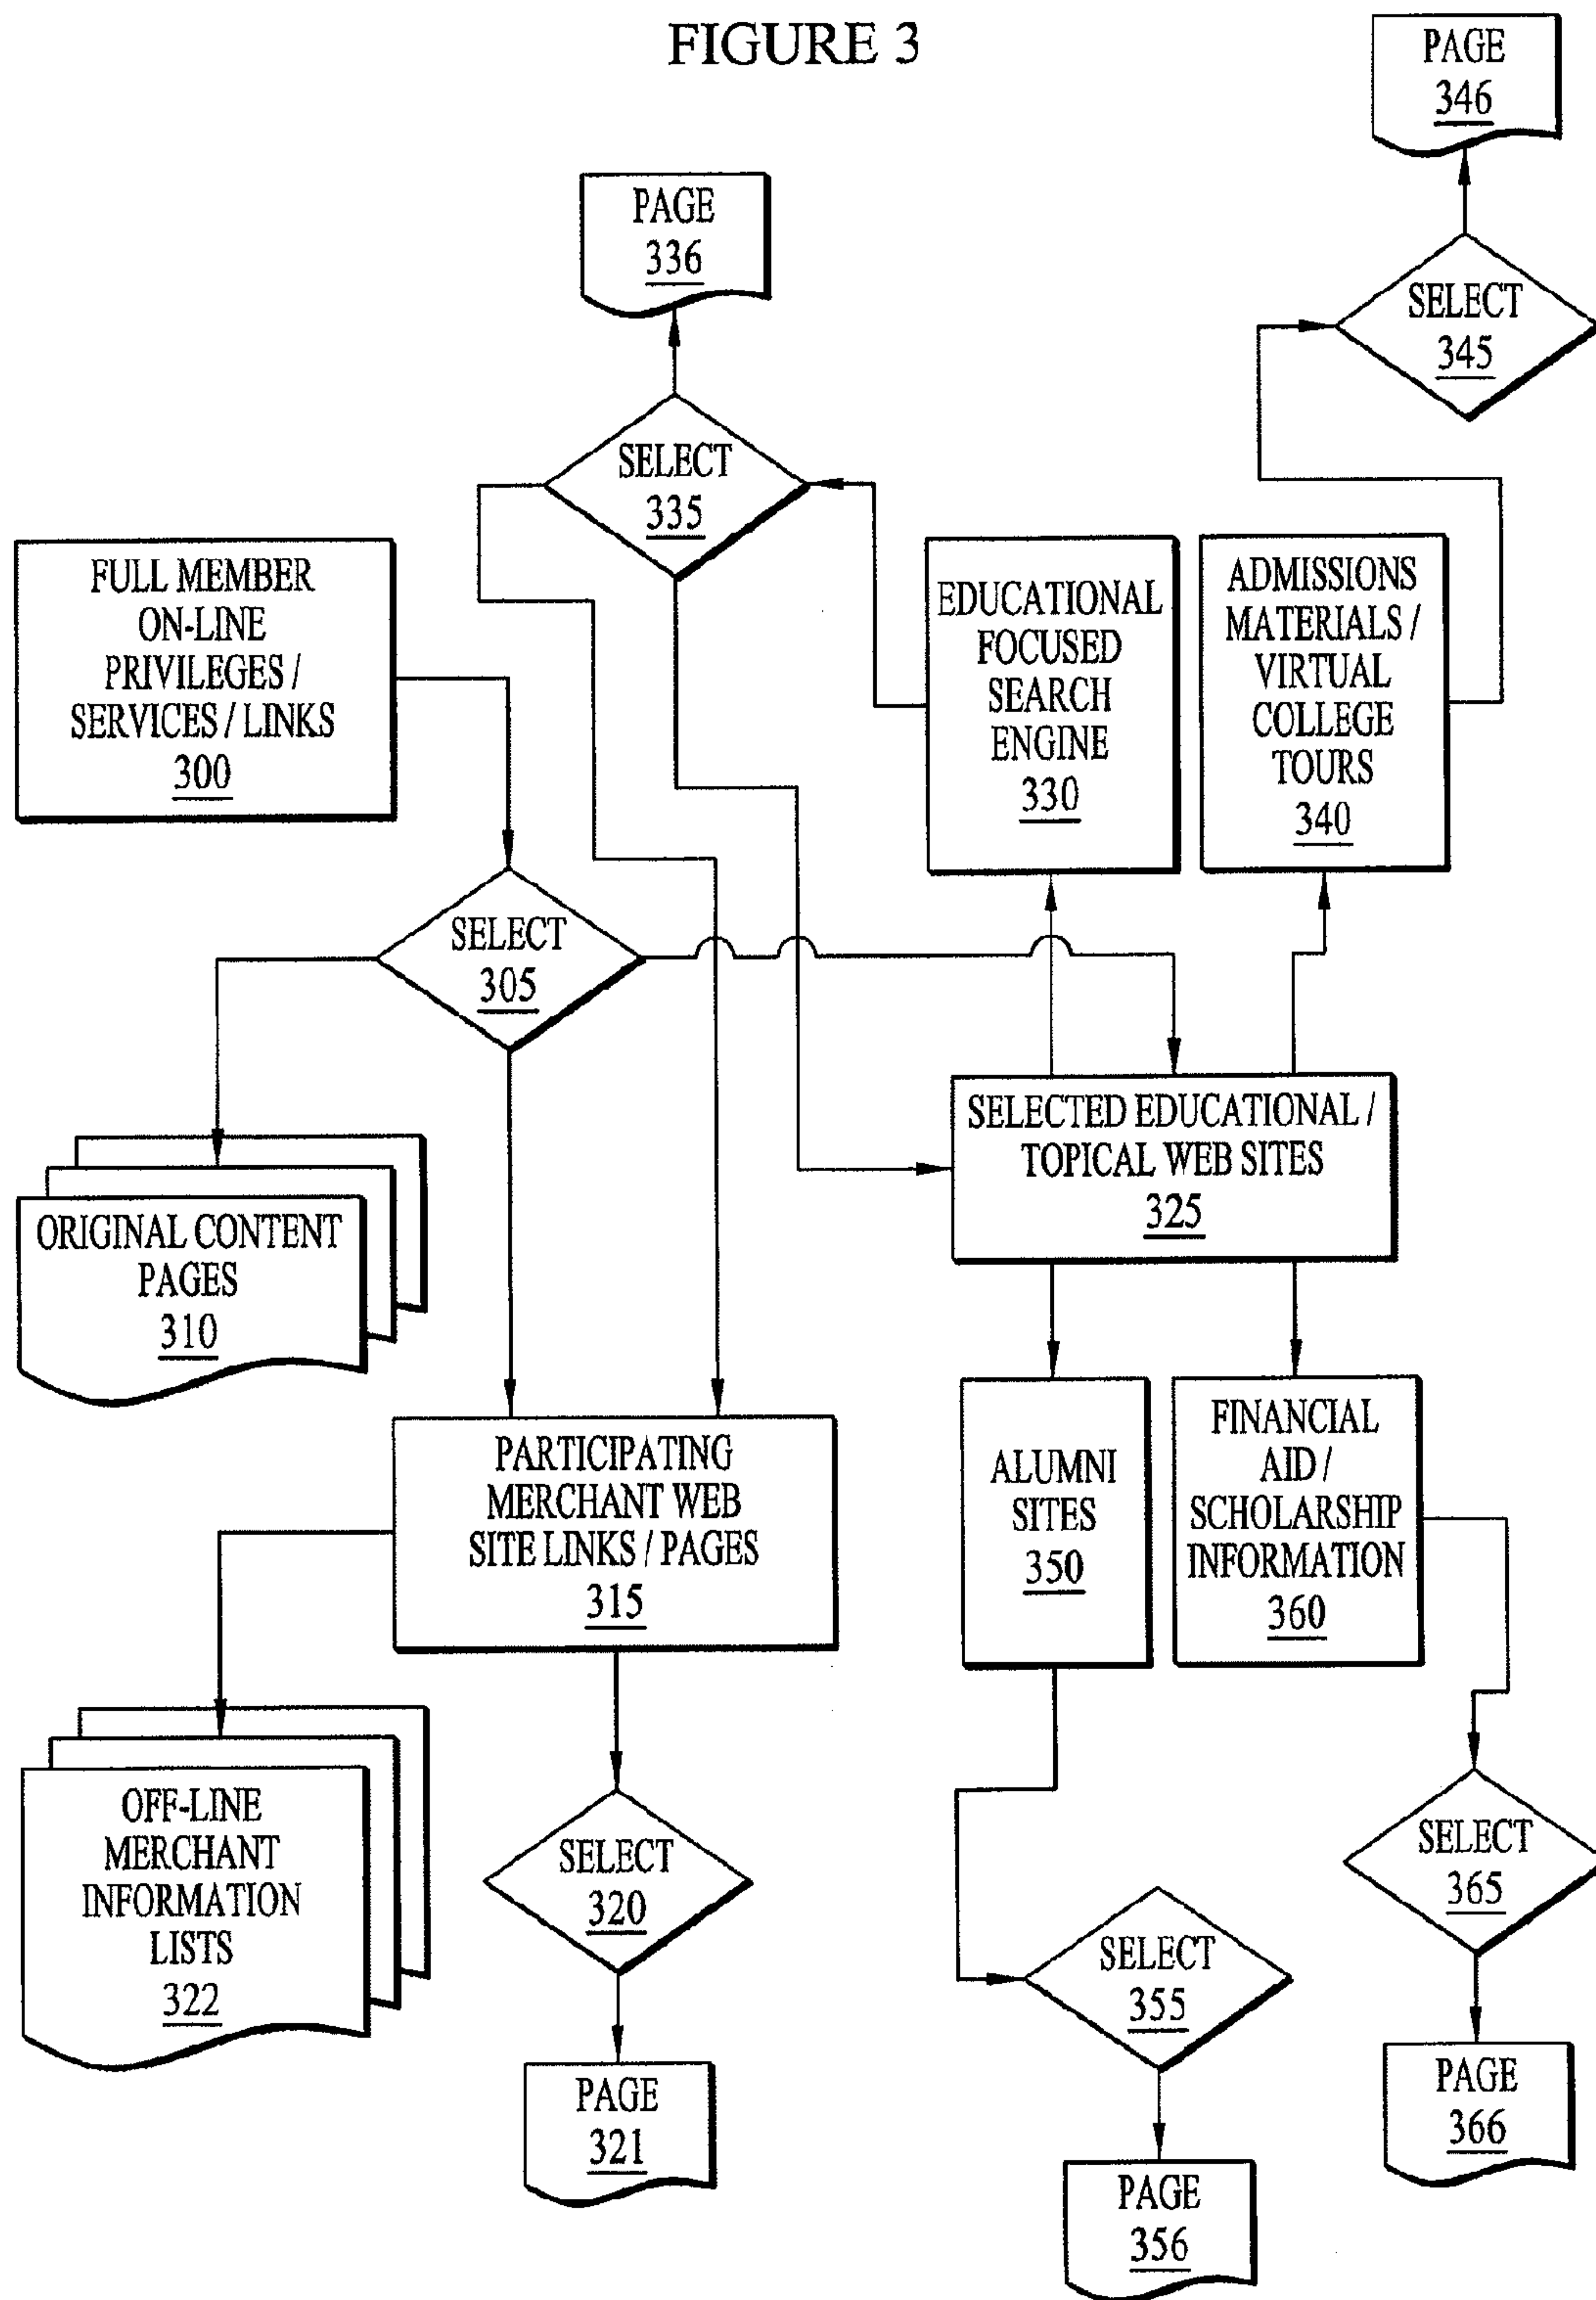 FIGURE 3
PAGE
346
PAGE
336
SELECT
345
SELECT
335
FULL MEMBER
ON-LINE
PRIVILEGES /
SERVICES / LINKS
300
EDUCATIONAL
FOCUSED
SEARCH
ENGINE
330
ADMISSIONS
MATERIALS /
VIRTUAL
COLLEGE
TOURS
340
SELECT
305
SELECTED EDUCATIONAL /
TOPICAL WEB SITES
325
ORIGINAL CONTENT
PAGES
310
PARTICIPATING
MERCHANT WEB
SITE LINKS / PAGES
315
ALUMNI
SITES
350
FINANCIAL
AID /
SCHOLARSHIP
INFORMATION
360
OFF-LINE
MERCHANT
INFORMATION
LISTS
322
SELECT
320
SELECT
365
SELECT
355
PAGE
321
PAGE
366
PAGE
356